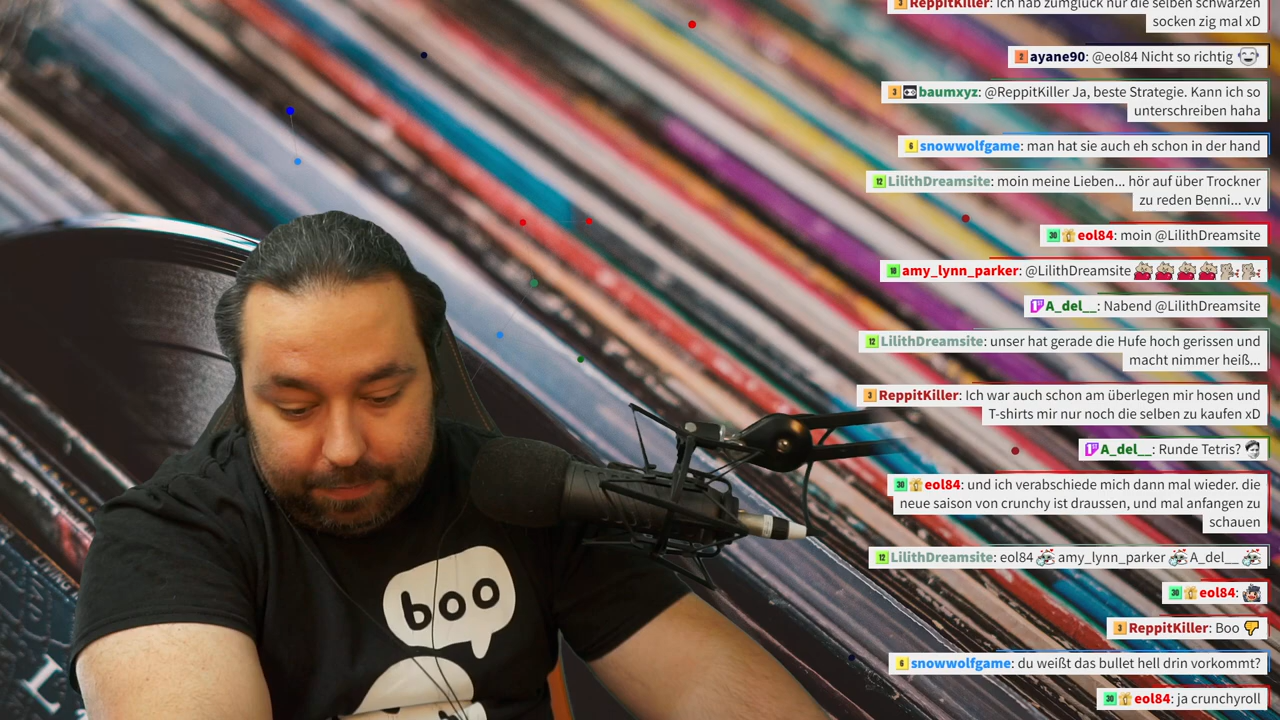 ReppitKiller: Ich hab zumglück nur die selben schwarzen
socken zig mal xD
ayane90: @eol84 Nicht so richtig
baumxyz: @ReppitKiller Ja, beste Strategie. Kann ich so
unterschreiben haha
snowwolfgame: man hat sie auch eh schon in der hand
LilithDreamsite: moin meine Lieben... hör auf über Trockner
zu reden Benni... v.v
eol84: moin @LilithDreamsite
amy_lynn_parker: @LilithDreamsite
A_del__: Nabend @LilithDreamsite
LilithDreamsite: unser hat gerade die Hufe hoch gerissen und
macht nimmer heiß...
ReppitKiller: Ich war auch schon am überlegen mir hosen und
T-shirts mir nur noch die selben zu kaufen xD
A_del__: Runde Tetris?
eol84: und ich verabschiede mich dann mal wieder. die
neue saison von crunchy ist draussen, und mal anfangen zu
schauen
LilithDreamsite: eol84 amy_lynn_parker A_del__
eol84:
ReppitKiller: Boo
snowwolfgame: du weißt das bullet hell drin vorkommt?
eol84: ja crunchyroll
boo